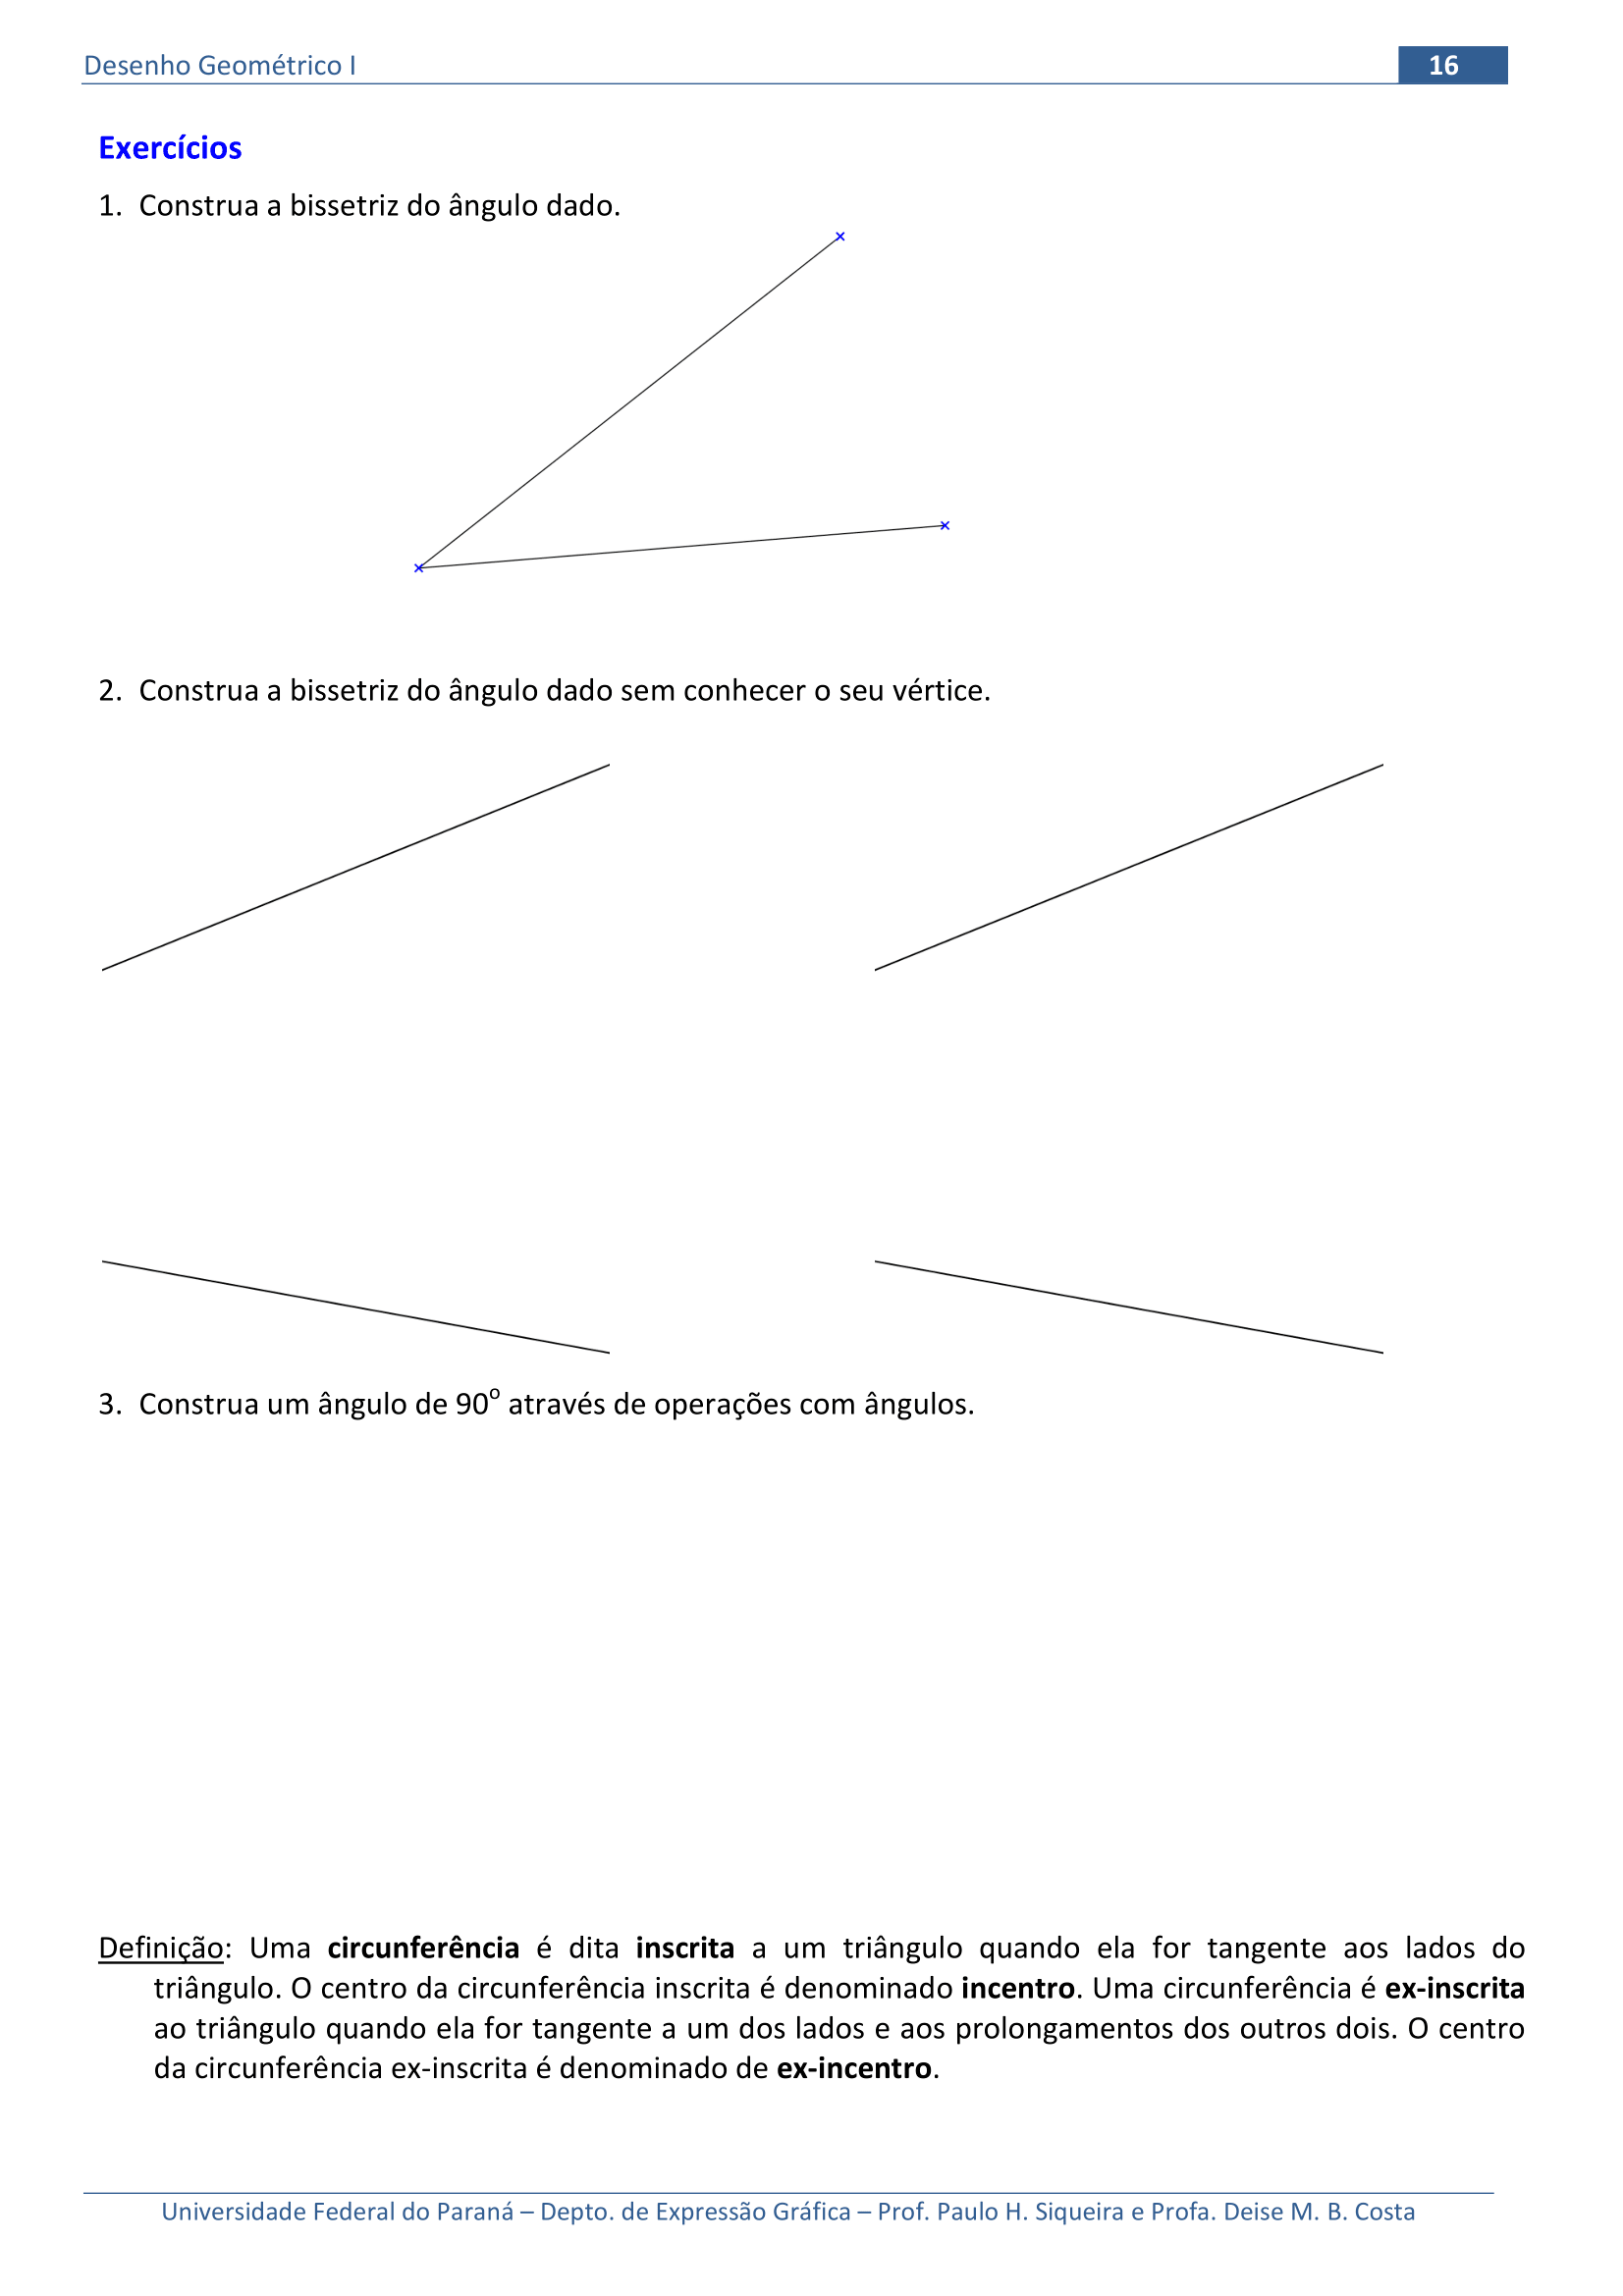 Desenho Geométrico I
16
Exercícios
1. Construa a bissetriz do ângulo dado.
2. Construa a bissetriz do ângulo dado sem conhecer o seu vértice.
3. Construa um ângulo de 90º através de operações com ângulos.
Definição: Uma circunferência é dita inscrita a um triângulo quando ela for tangente aos lados do
triângulo. O centro da circunferência inscrita é denominado incentro. Uma circunferência é ex-inscrita
ao triângulo quando ela for tangente a um dos lados e aos prolongamentos dos outros dois. O centro
da circunferência ex-inscrita é denominado de ex-incentro.
Universidade Federal do Paraná – Depto. de Expressão Gráfica – Prof. Paulo H. Siqueira e Profa. Deise M. B. Costa